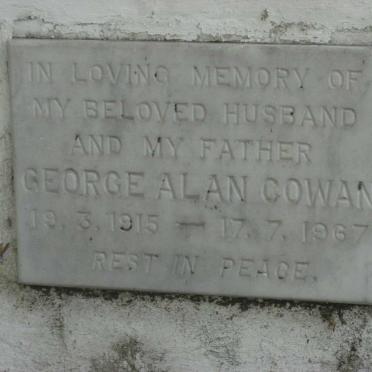 IN LOVING MEMORY OF
MY BELOVED HUSBAND
AND MY FATHER
GEORGE ALAN COWAN
19. 3. 1915 — 17. 7. 1967
REST IN PEACE.